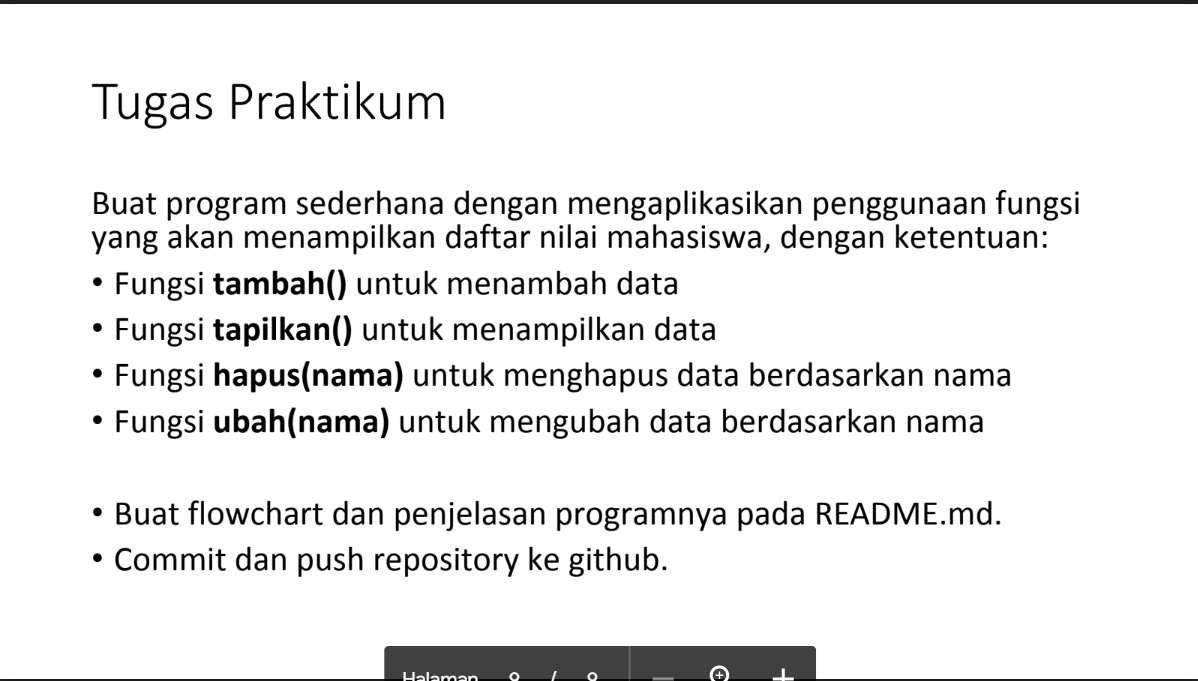 Tugas Praktikum
Buat program sederhana dengan mengaplikasikan penggunaan fungsi
yang akan menampilkan daftar nilai mahasiswa, dengan ketentuan:
• Fungsi tambah() untuk menambah data
• Fungsi tapilkan() untuk menampilkan data
• Fungsi hapus(nama) untuk menghapus data berdasarkan nama
• Fungsi ubah(nama) untuk mengubah data berdasarkan nama
• Buat flowchart dan penjelasan programnya pada README.md.
• Commit dan push repository ke github.
Halaman